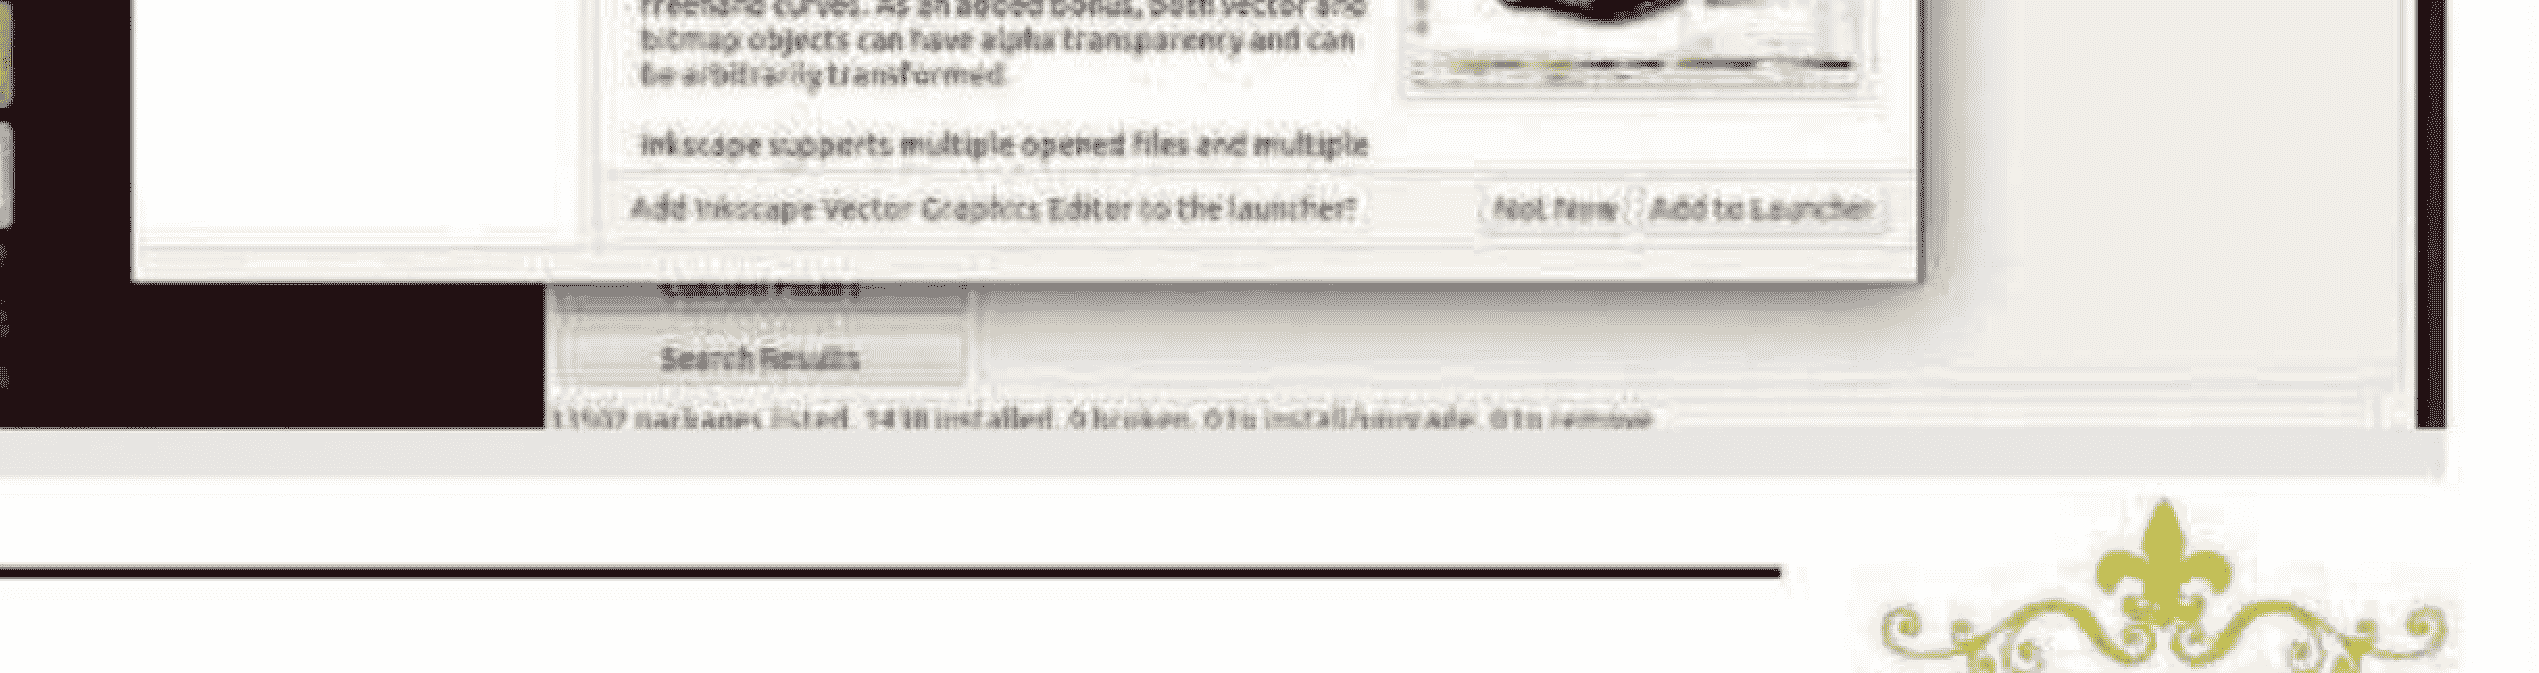 freehand curves. As an added bonus, both vector and
bitmap objects can have alpha transparency and can
be arbitrarily transformed.
Inkscape supports multiple opened files and multiple
Add Inkscape Vector Graphics Editor to the launcher?
Not Now
Add to Launcher
Custom Filters
Search Results
packages listed, installed, 0 broken. 0 to install/upgrade, 0 to remove